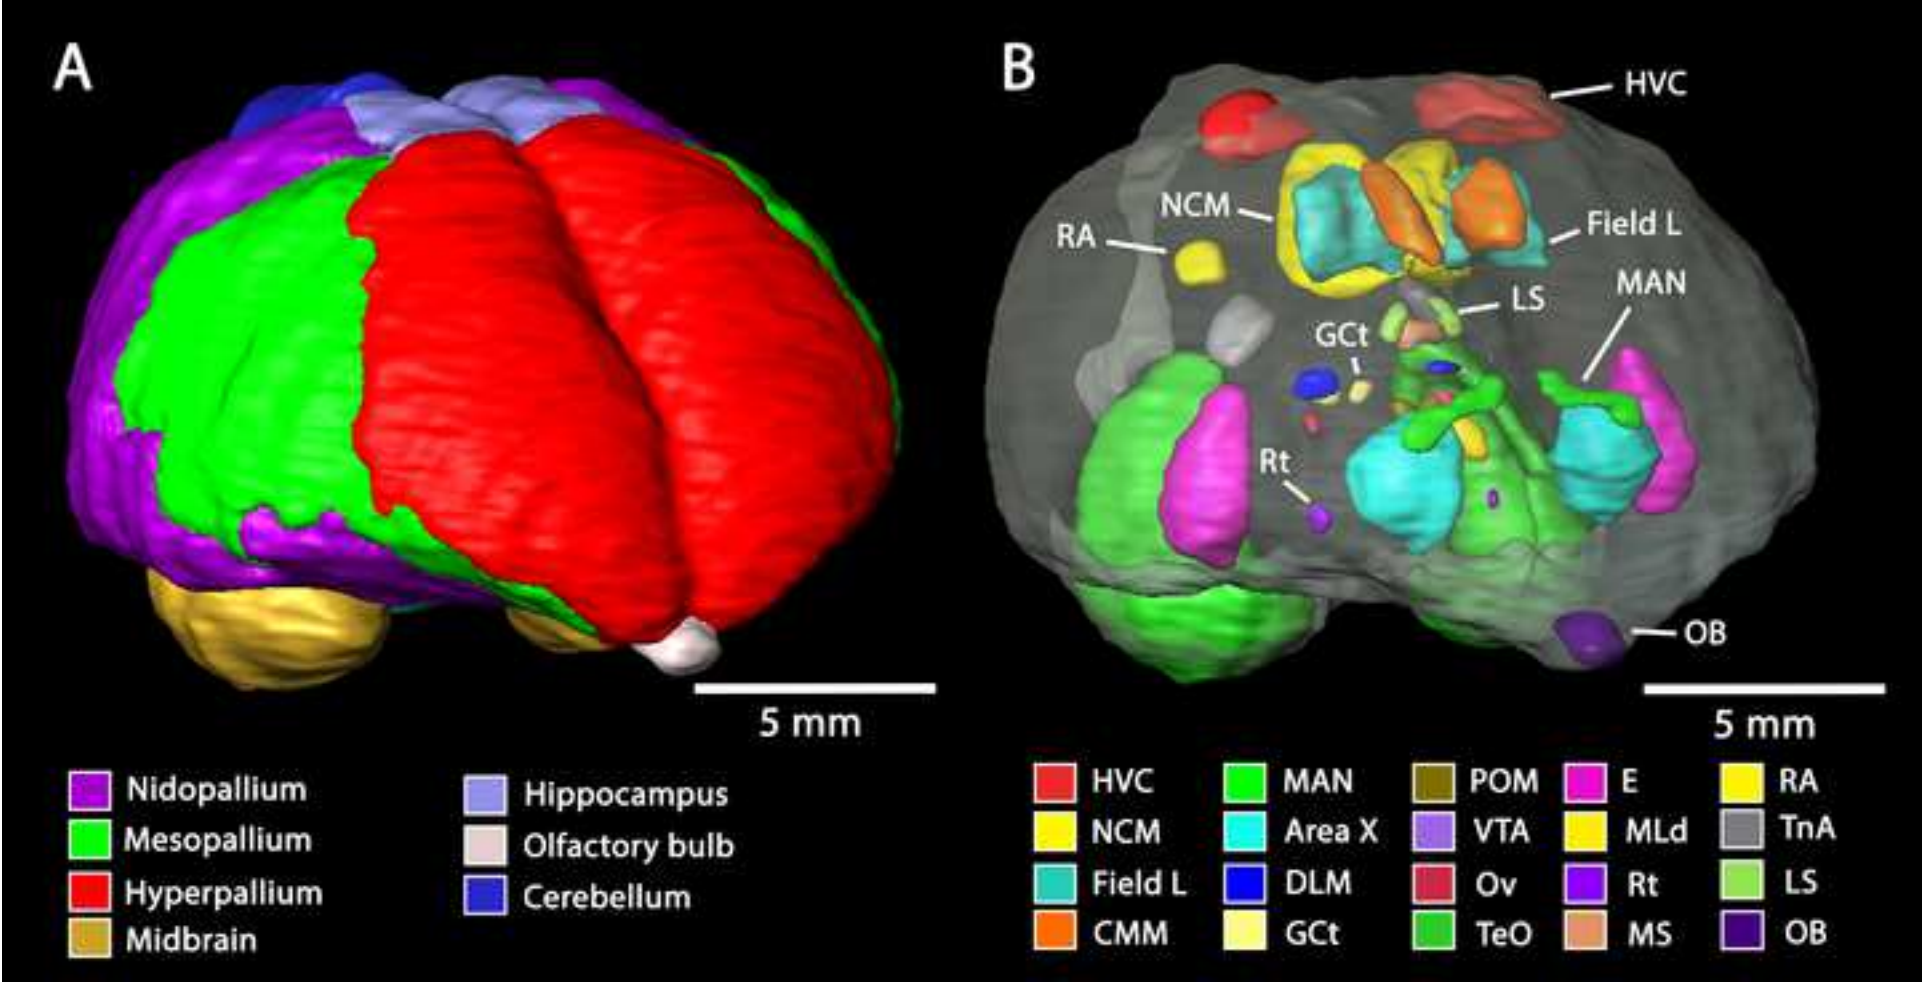 A
5 mm
Nidopallium
Mesopallium
Hyperpallium
Midbrain
Hippocampus
Olfactory bulb
Cerebellum
B
HVC
NCM
RA
Field L
MAN
LS
GCt
Rt
OB
5 mm
HVC MAN POM E RA
NCM Area X VTA MLd TnA
Field L DLM Ov Rt LS
CMM GCt TeO MS OB